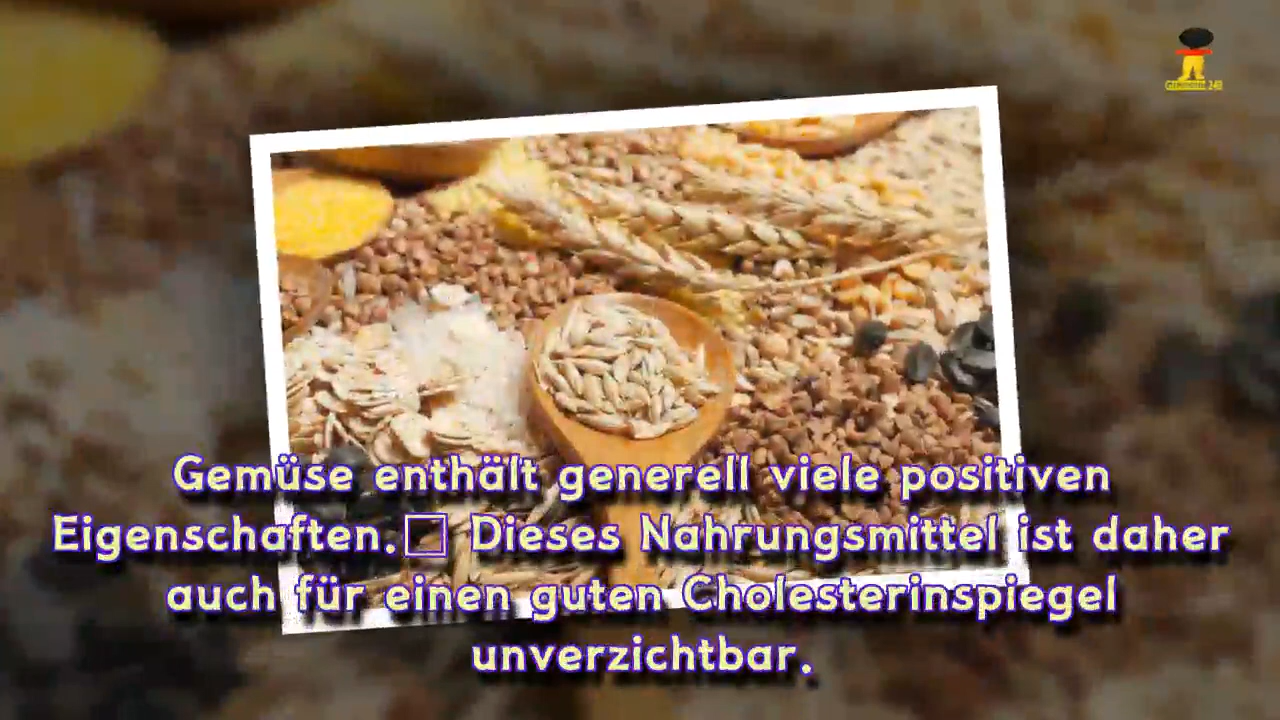 Gemüse enthält generell viele positiven
Eigenschaften.□ Dieses Nahrungsmittel ist daher
auch für einen guten Cholesterinspiegel
unverzichtbar.